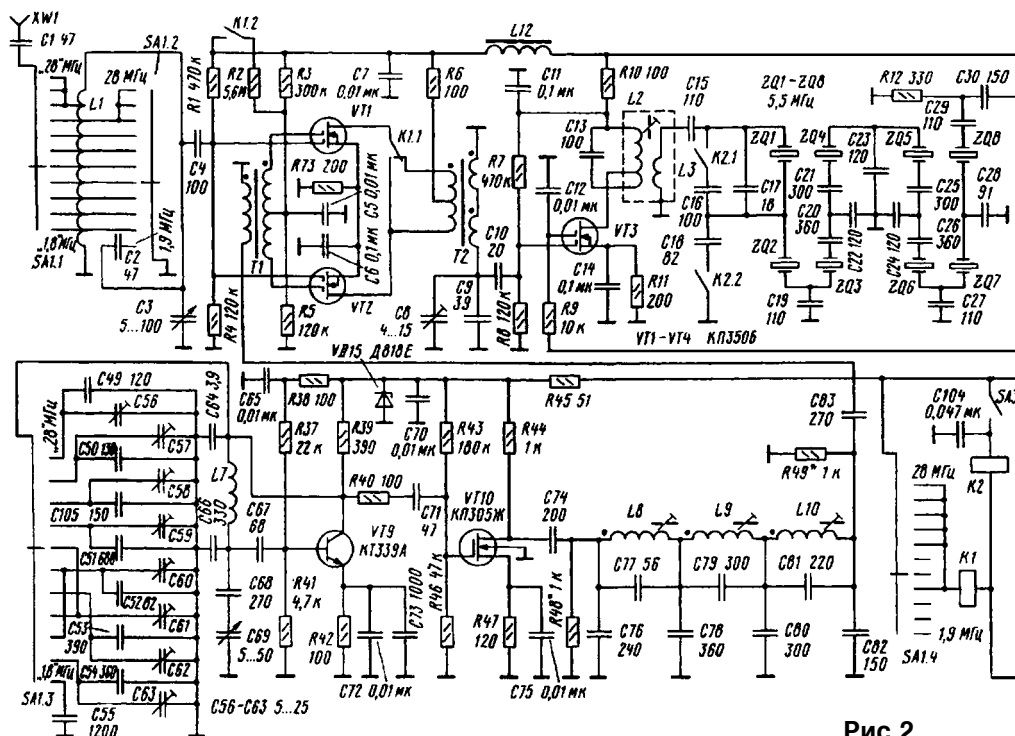 XW1
C1 47
SA1.2
„28" МГц
28 МГц
L1
„1,8" МГц
SA1.1
C2
47
1,9 МГц
C3
5...100
C4
100
K1.2
R1 470 к
R2
5,6М
R3
300 к
VT1
C7
0,01 мк
R6
100
L12
K1.1
R73 200
C5 0,01 мк
C6 0,1 мк
T1
VT2
R4 120 к
R5
120 к
T2
C9
39
C8
4...15
C10
20
C11
0,1 мк
R7
470 к
R8 120 к
R10 100
C13
100
C12
0,01 мк
VT3
C14
0,1 мк
R9
10 к
R11
200
L2
L3
C15
110
K2.1
C16
100
C17
18
C18
82
K2.2
ZQ1 – ZQ8
5,5 МГц
ZQ1
ZQ2
C19
110
ZQ4
C21
300
C20
360
ZQ3
C23
120
C22 120
C24 120
ZQ5
C25
300
C26
360
ZQ6
R12 330
C30 150
C29
110
ZQ8
C28
91
ZQ7
C27
110
VT1–VT4 КП350Б
C49 120
„28" МГц
C56
C57
C50 130
C58
C105
150
C59
C51 680
C60
C52 82
C61
C53
390
C62
C54 360
„1,8" МГц
C63
SA1.3
C55
1200
C56–C63 5...25
C64 3,9
L7
C66
330
C67
68
C68
270
C69
5...50
C65
0,01 мк
R38 100
R37
22 к
R39
390
VД15 Д818Е
C70
0,01 мк
R40 100
C71
47
VT9
КТ339А
R41
4,7 к
R42
100
C73 1000
C72 0,01 мк
R43
180 к
R44
1 к
R45 51
VT10
КП305Ж
R46 47 к
R47
120
C74
200
R48* 1 к
C75 0,01 мк
L8
L9
L10
C77 56
C79 300
C81 220
C76
240
C78
360
C80
300
C82
150
C83
270
R49* 1 к
C104
0,047 мк
K2
28 МГц
K1
1,9 МГц
SA1.4
Рис.2